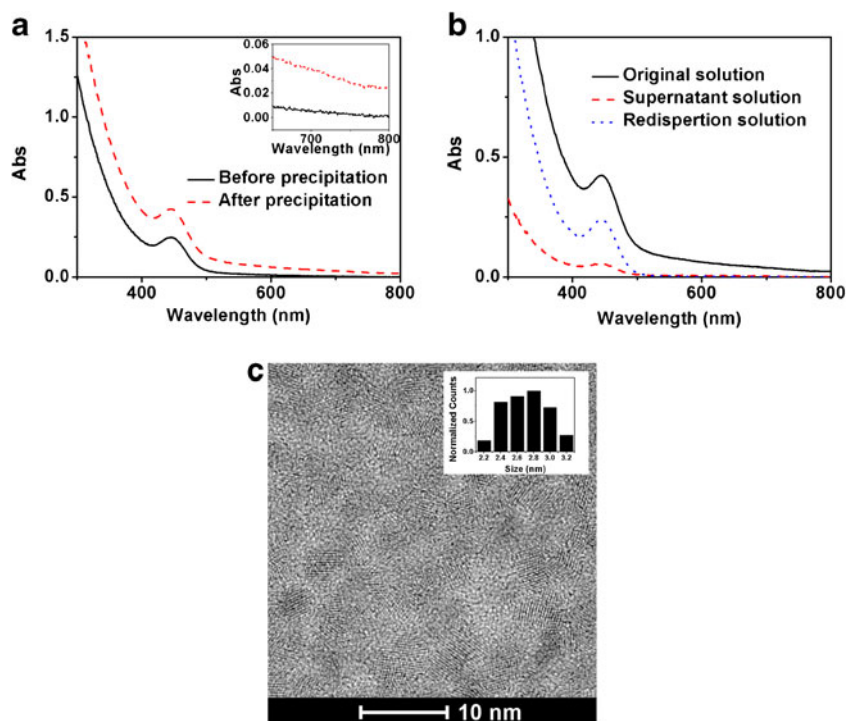 a
1.5
1.0
0.5
0.0
Abs
400
600
800
Wavelength (nm)
0.06
0.04
0.02
0.00
Abs
700
800
Wavelength (nm)
Before precipitation
After precipitation
b
1.0
0.5
0.0
Abs
400
600
800
Wavelength (nm)
Original solution
Supernatant solution
Redispertion solution
c
Normalized Counts
1.0
0.5
0.0
2.2 2.4 2.6 2.8 3.0 3.2
Size (nm)
10 nm